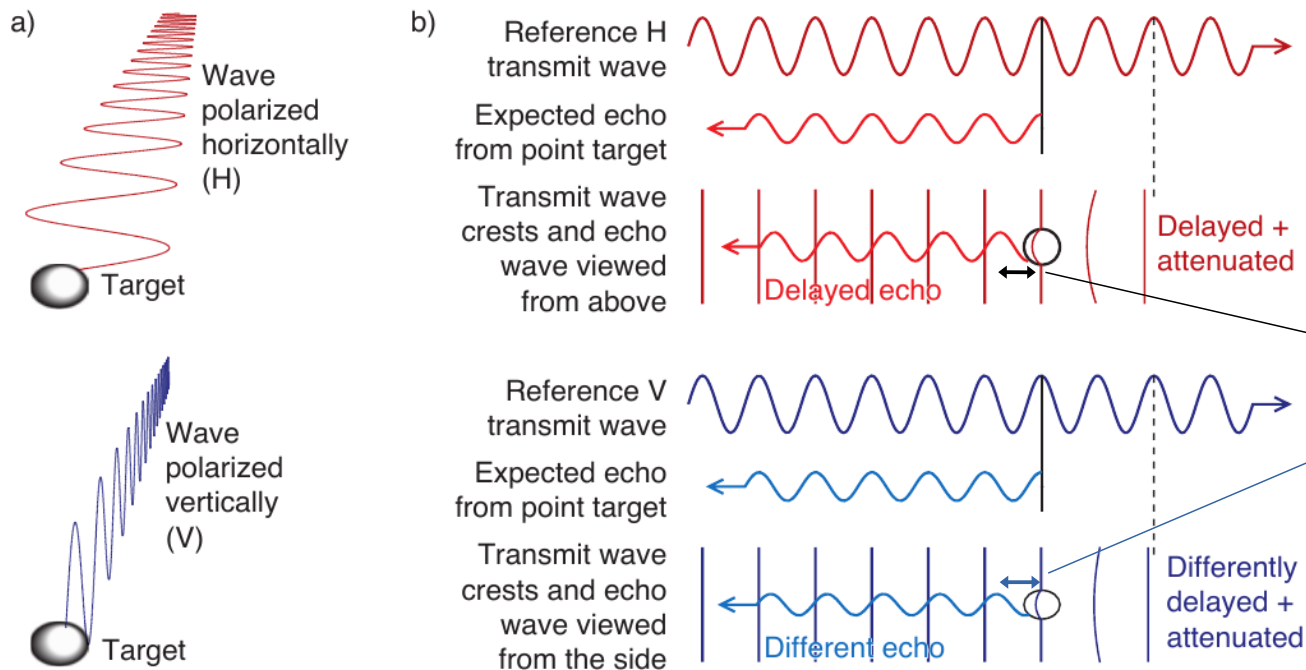 a)
Wave
polarized
horizontally
(H)
Target
Wave
polarized
vertically
(V)
Target
b)
Reference H
transmit wave
Expected echo
from point target
Transmit wave
crests and echo
wave viewed
from above
Delayed echo
Delayed +
attenuated
Reference V
transmit wave
Expected echo
from point target
Transmit wave
crests and echo
wave viewed
from the side
Different echo
Differently
delayed +
attenuated